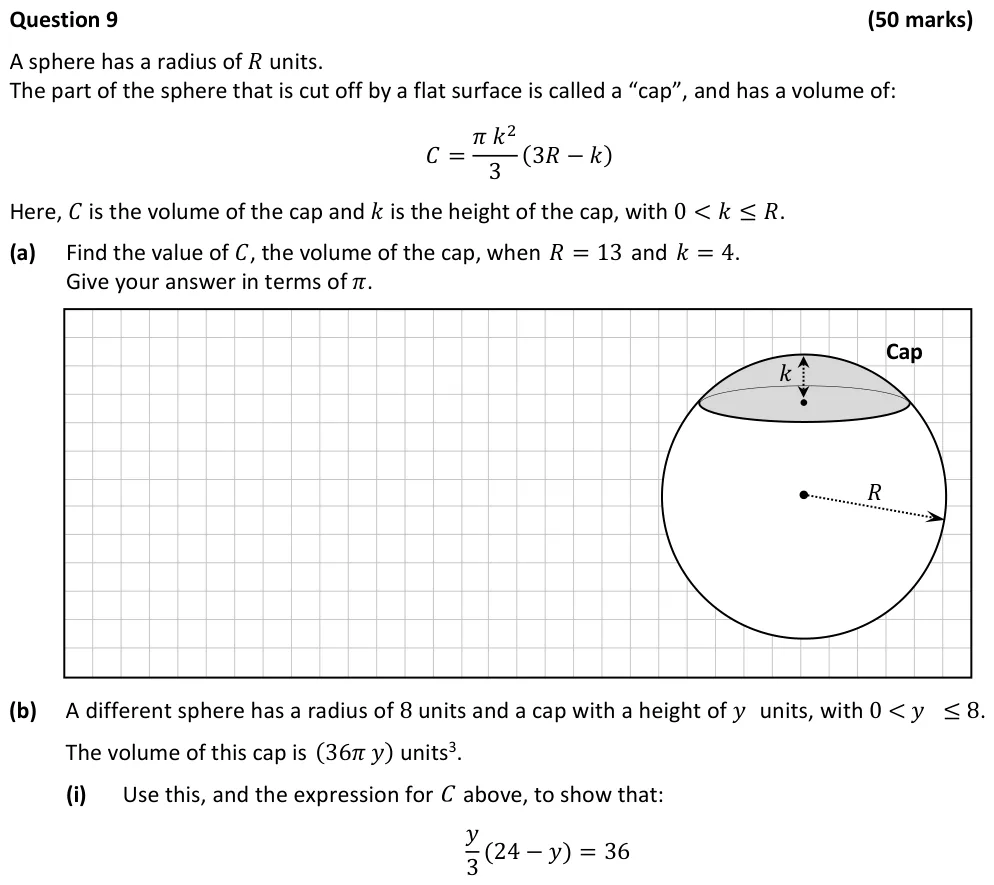 Question 9 (50 marks)
A sphere has a radius of R units.
The part of the sphere that is cut off by a flat surface is called a “cap”, and has a volume of:
C = \frac{π k²}{3} (3R − k)
Here, C is the volume of the cap and k is the height of the cap, with 0 < k ≤ R.
(a) Find the value of C, the volume of the cap, when R = 13 and k = 4.
Give your answer in terms of π.
Cap
k
R
(b) A different sphere has a radius of 8 units and a cap with a height of y units, with 0 < y ≤ 8.
The volume of this cap is (36π y) units³.
(i) Use this, and the expression for C above, to show that:
\frac{y}{3} (24 − y) = 36